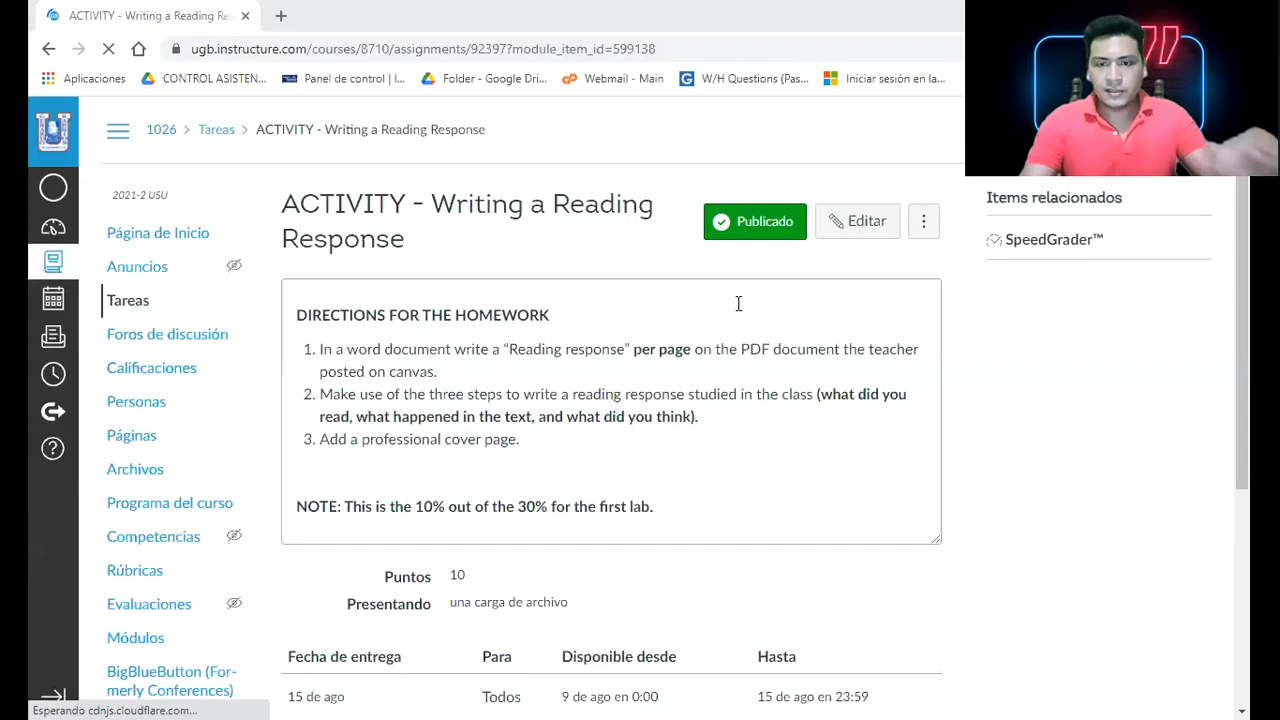 ACTIVITY - Writing a Reading Re
ugb.instructure.com/courses/8710/assignments/92397?module_item_id=599138
Aplicaciones
CONTROL ASISTEN...
Panel de control | I...
Folder - Google Dri...
Webmail - Main
W/H Questions (Pas...
Iniciar sesión en la...
1026 > Tareas > ACTIVITY - Writing a Reading Response
2021-2 USU
Página de Inicio
Anuncios
Tareas
Foros de discusión
Calificaciones
Personas
Páginas
Archivos
Programa del curso
Competencias
Rúbricas
Evaluaciones
Módulos
BigBlueButton (For-
merly Conferences)
ACTIVITY - Writing a Reading
Response
Publicado
Editar
DIRECTIONS FOR THE HOMEWORK
1. In a word document write a “Reading response” per page on the PDF document the teacher
posted on canvas.
2. Make use of the three steps to write a reading response studied in the class (what did you
read, what happened in the text, and what did you think).
3. Add a professional cover page.
NOTE: This is the 10% out of the 30% for the first lab.
Puntos 10
Presentando una carga de archivo
Fecha de entrega Para Disponible desde Hasta
15 de ago Todos 9 de ago en 0:00 15 de ago en 23:59
Items relacionados
SpeedGrader™
Esperando cdnjs.cloudflare.com...